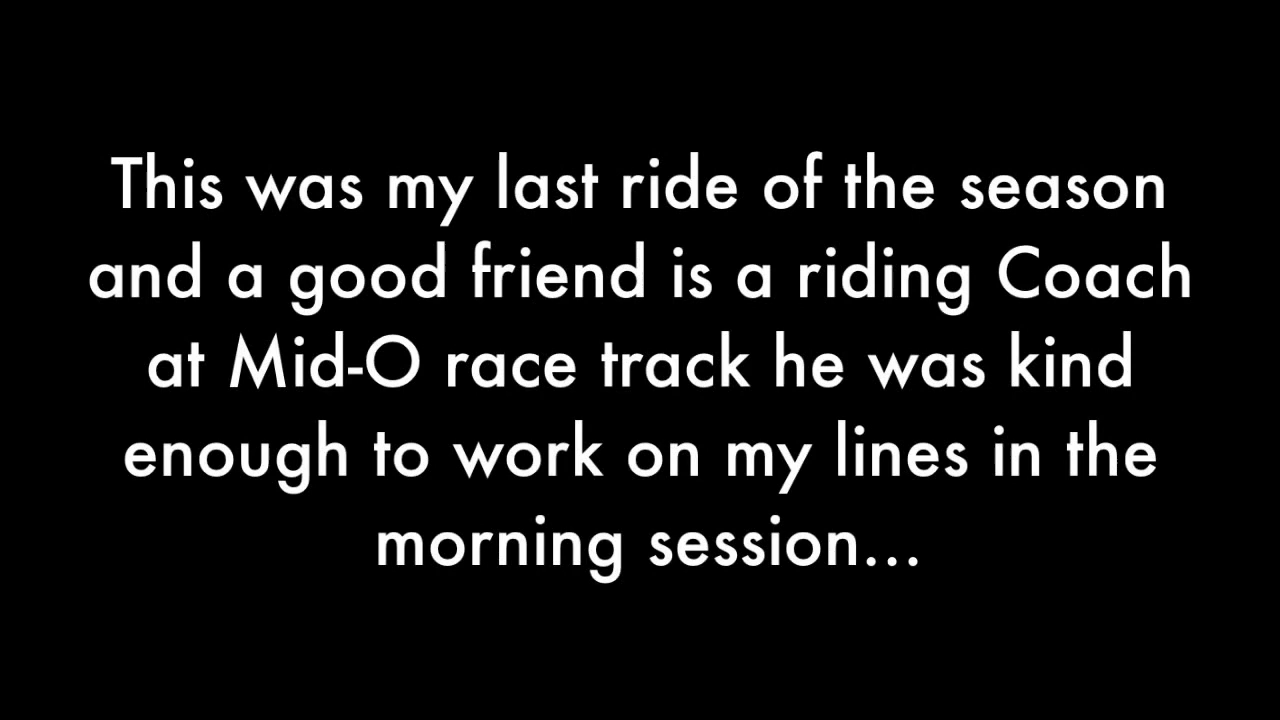 This was my last ride of the season
and a good friend is a riding Coach
at Mid-O race track he was kind
enough to work on my lines in the
morning session...